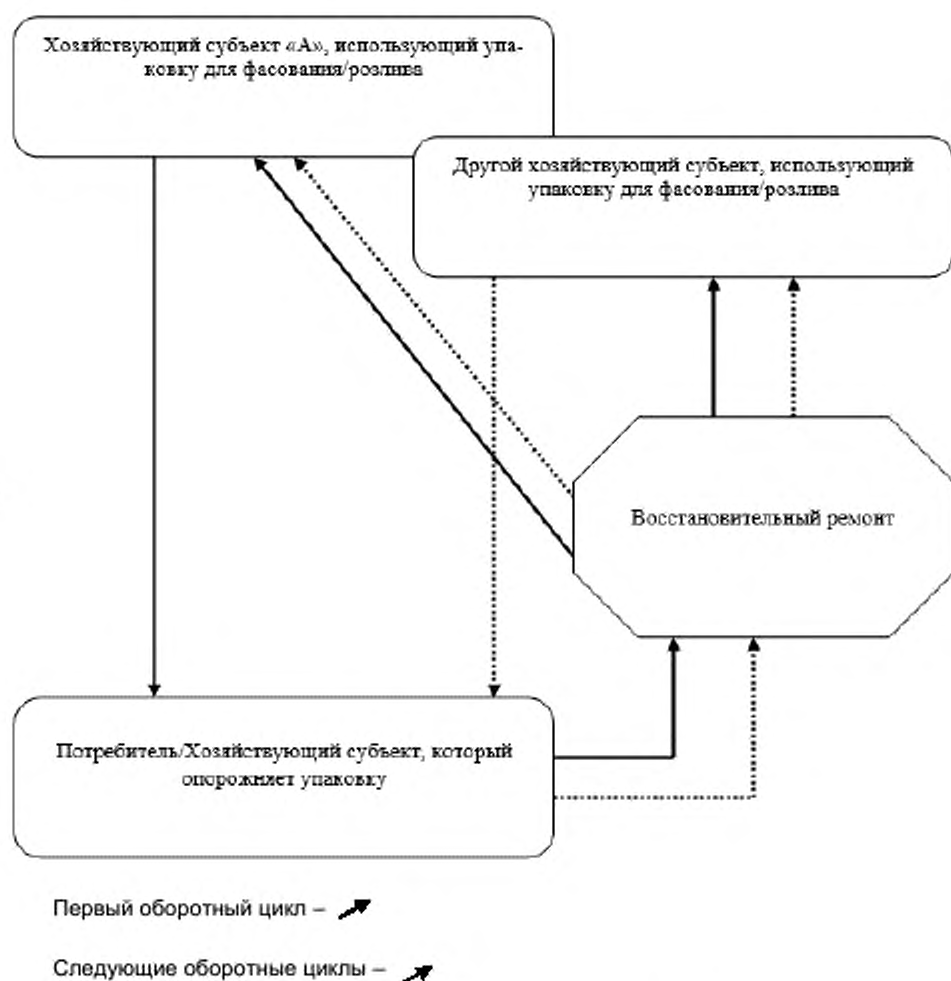 Хозяйствующий субъект «А», использующий упа-
ковку для фасования/розлива
Другой хозяйствующий субъект, использующий
упаковку для фасования/розлива
Восстановительный ремонт
Потребитель/Хозяйствующий субъект, который
опорожняет упаковку
Первый оборотный цикл –
Следующие оборотные циклы –